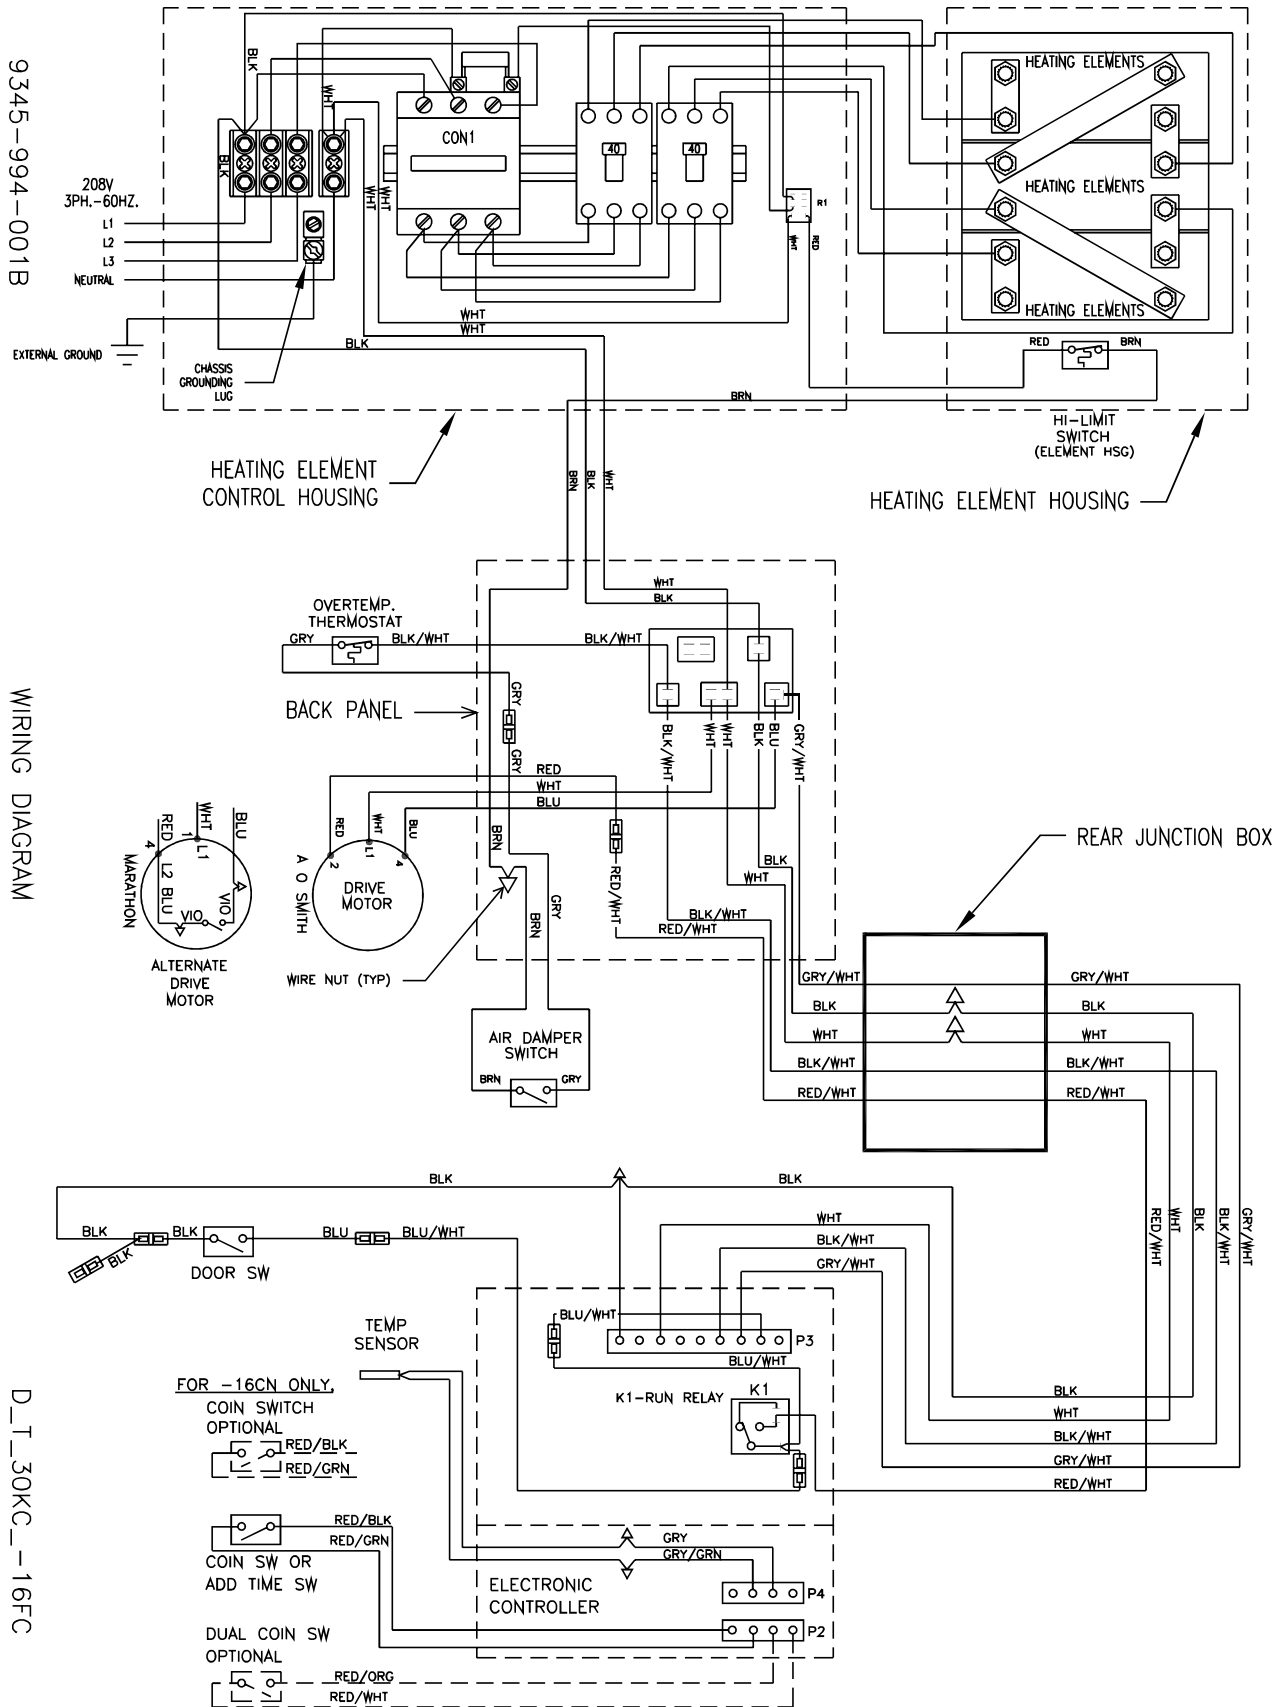 9345-994-001B
WIRING DIAGRAM
D_T_30KC_-16FC
BLK
WHT
HEATING ELEMENTS
CON1
40
40
BLK
WHT
WHT
208V
3PH.-60HZ.
L1
L2
L3
NEUTRAL
R1
WHT
RED
HEATING ELEMENTS
HEATING ELEMENTS
WHT
WHT
BLK
EXTERNAL GROUND
CHASSIS
GROUNDING
LUG
RED
BRN
BRN
HI-LIMIT
SWITCH
(ELEMENT HSG)
HEATING ELEMENT
CONTROL HOUSING
HEATING ELEMENT HOUSING
BRN
BLK
WHT
WHT
BLK
OVERTEMP.
THERMOSTAT
GRY
BLK/WHT
BLK/WHT
BACK PANEL
GRY
GRY
BLK/WHT
WHT
WHT
BLK
BLU
GRY/WHT
RED
WHT
BLU
RED
WHT
BLU
2
L1
4
DRIVE
MOTOR
A O SMITH
RED
WHT
BLU
4
1
L1
L2
BLU
VIO
VIO
MARATHON
ALTERNATE
DRIVE
MOTOR
BRN
BLK
WHT
RED/WHT
BLK/WHT
RED/WHT
GRY
BRN
WIRE NUT (TYP)
REAR JUNCTION BOX
GRY/WHT
GRY/WHT
BLK
BLK
WHT
WHT
BLK/WHT
BLK/WHT
RED/WHT
RED/WHT
AIR DAMPER
SWITCH
BRN
GRY
BLK
BLK
RED/WHT
WHT
BLK
BLK/WHT
GRY/WHT
BLK
BLK
BLK
DOOR SW
BLU
BLU/WHT
WHT
BLK/WHT
GRY/WHT
BLU/WHT
P3
BLU/WHT
K1-RUN RELAY
K1
TEMP
SENSOR
BLK
WHT
BLK/WHT
GRY/WHT
RED/WHT
FOR -16CN ONLY,
COIN SWITCH
OPTIONAL
RED/BLK
RED/GRN
RED/BLK
RED/GRN
COIN SW OR
ADD TIME SW
GRY
GRY/GRN
P4
ELECTRONIC
CONTROLLER
P2
DUAL COIN SW
OPTIONAL
RED/ORG
RED/WHT